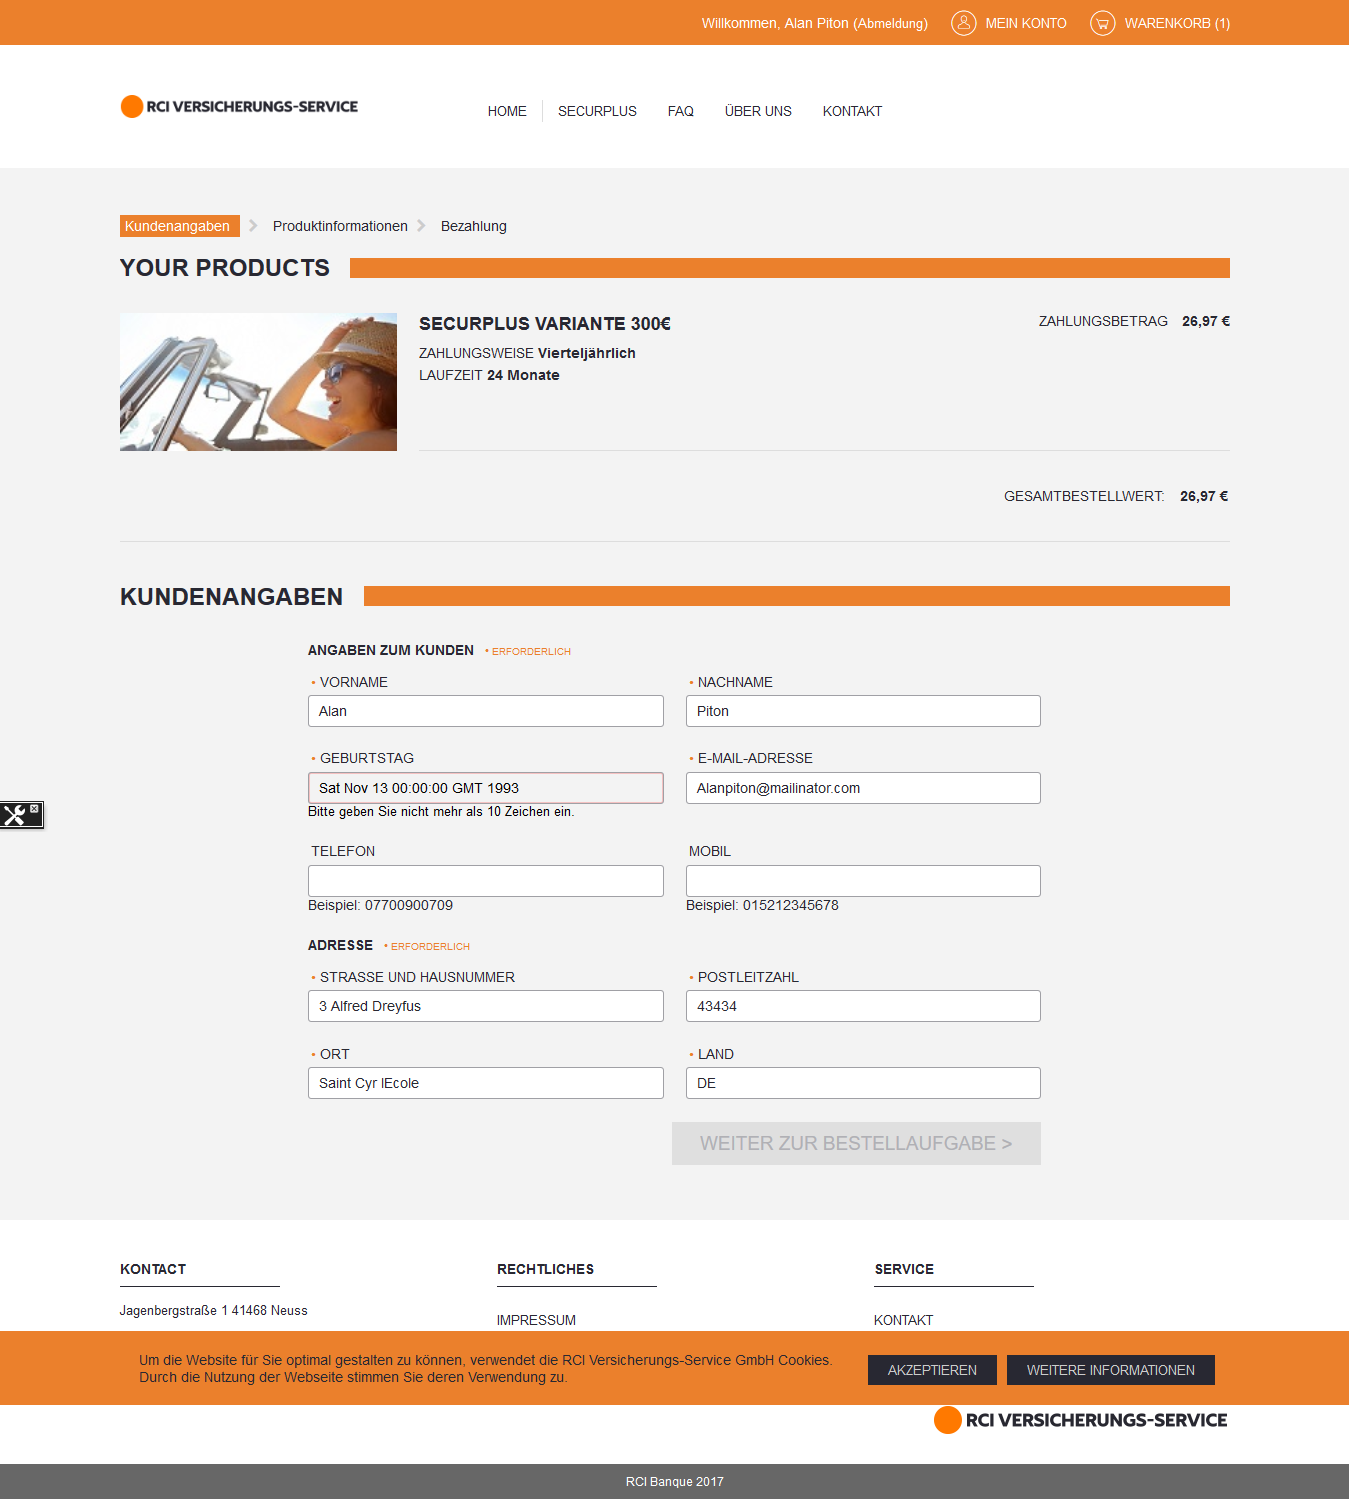 Willkommen, Alan Piton (Abmeldung) MEIN KONTO WARENKORB (1)
RCI VERSICHERUNGS-SERVICE
HOME SECURPLUS FAQ ÜBER UNS KONTAKT
Kundenangaben Produktinformationen Bezahlung
YOUR PRODUCTS
SECURPLUS VARIANTE 300€
ZAHLUNGSBETRAG 26,97 €
ZAHLUNGSWEISE Vierteljährlich
LAUFZEIT 24 Monate
GESAMTBESTELLWERT: 26,97 €
KUNDENANGABEN
ANGABEN ZUM KUNDEN • ERFORDERLICH
• VORNAME
Alan
• NACHNAME
Piton
• GEBURTSTAG
Sat Nov 13 00:00:00 GMT 1993
Bitte geben Sie nicht mehr als 10 Zeichen ein.
• E-MAIL-ADRESSE
Alanpiton@mailinator.com
TELEFON
Beispiel: 07700900709
MOBIL
Beispiel: 015212345678
ADRESSE • ERFORDERLICH
• STRASSE UND HAUSNUMMER
3 Alfred Dreyfus
• POSTLEITZAHL
43434
• ORT
Saint Cyr lEcole
• LAND
DE
WEITER ZUR BESTELLAUFGABE >
KONTACT
Jagenbergstraße 1 41468 Neuss
RECHTLICHES
IMPRESSUM
SERVICE
KONTAKT
Um die Website für Sie optimal gestalten zu können, verwendet die RCI Versicherungs-Service GmbH Cookies.
Durch die Nutzung der Webseite stimmen Sie deren Verwendung zu.
AKZEPTIEREN
WEITERE INFORMATIONEN
RCI VERSICHERUNGS-SERVICE
RCI Banque 2017